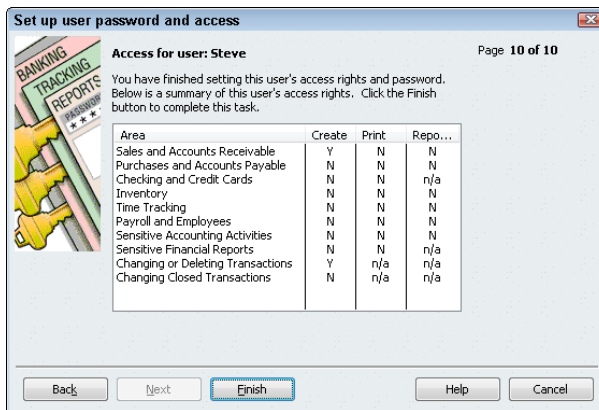 Set up user password and access
BANKING
TRACKING
REPORTS
PASSWORD
****
Access for user: Steve
Page 10 of 10
You have finished setting this user's access rights and password.
Below is a summary of this user's access rights. Click the Finish
button to complete this task.
Area Create Print Repo...
Sales and Accounts Receivable Y N N
Purchases and Accounts Payable N N N
Checking and Credit Cards N N n/a
Inventory N N N
Time Tracking N N N
Payroll and Employees N N N
Sensitive Accounting Activities N N N
Sensitive Financial Reports N N n/a
Changing or Deleting Transactions Y n/a n/a
Changing Closed Transactions N n/a n/a
Back Next Finish Help Cancel